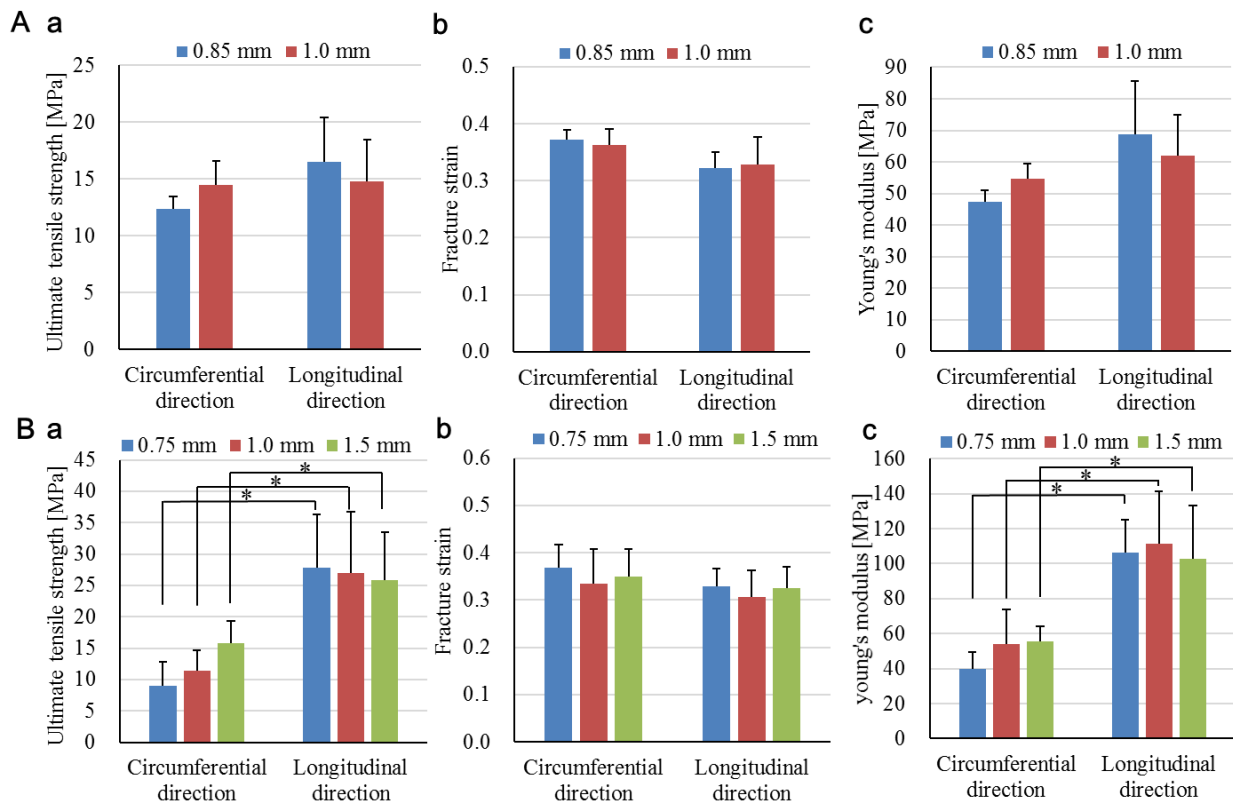 A a
0.85 mm 1.0 mm
Ultimate tensile strength [MPa]
25
20
15
10
5
0
Circumferential direction
Longitudinal direction
b
0.85 mm 1.0 mm
Fracture strain
0.5
0.4
0.3
0.2
0.1
0.0
Circumferential direction
Longitudinal direction
c
0.85 mm 1.0 mm
Young's modulus [MPa]
90
80
70
60
50
40
30
20
10
0
Circumferential direction
Longitudinal direction
B a
0.75 mm 1.0 mm 1.5 mm
Ultimate tensile strength [MPa]
45
40
35
30
25
20
15
10
5
0
*
*
*
Circumferential direction
Longitudinal direction
b
0.75 mm 1.0 mm 1.5 mm
Fracture strain
0.6
0.5
0.4
0.3
0.2
0.1
0.0
Circumferential direction
Longitudinal direction
c
0.75 mm 1.0 mm 1.5 mm
young's modulus [MPa]
160
140
120
100
80
60
40
20
0
*
*
*
Circumferential direction
Longitudinal direction